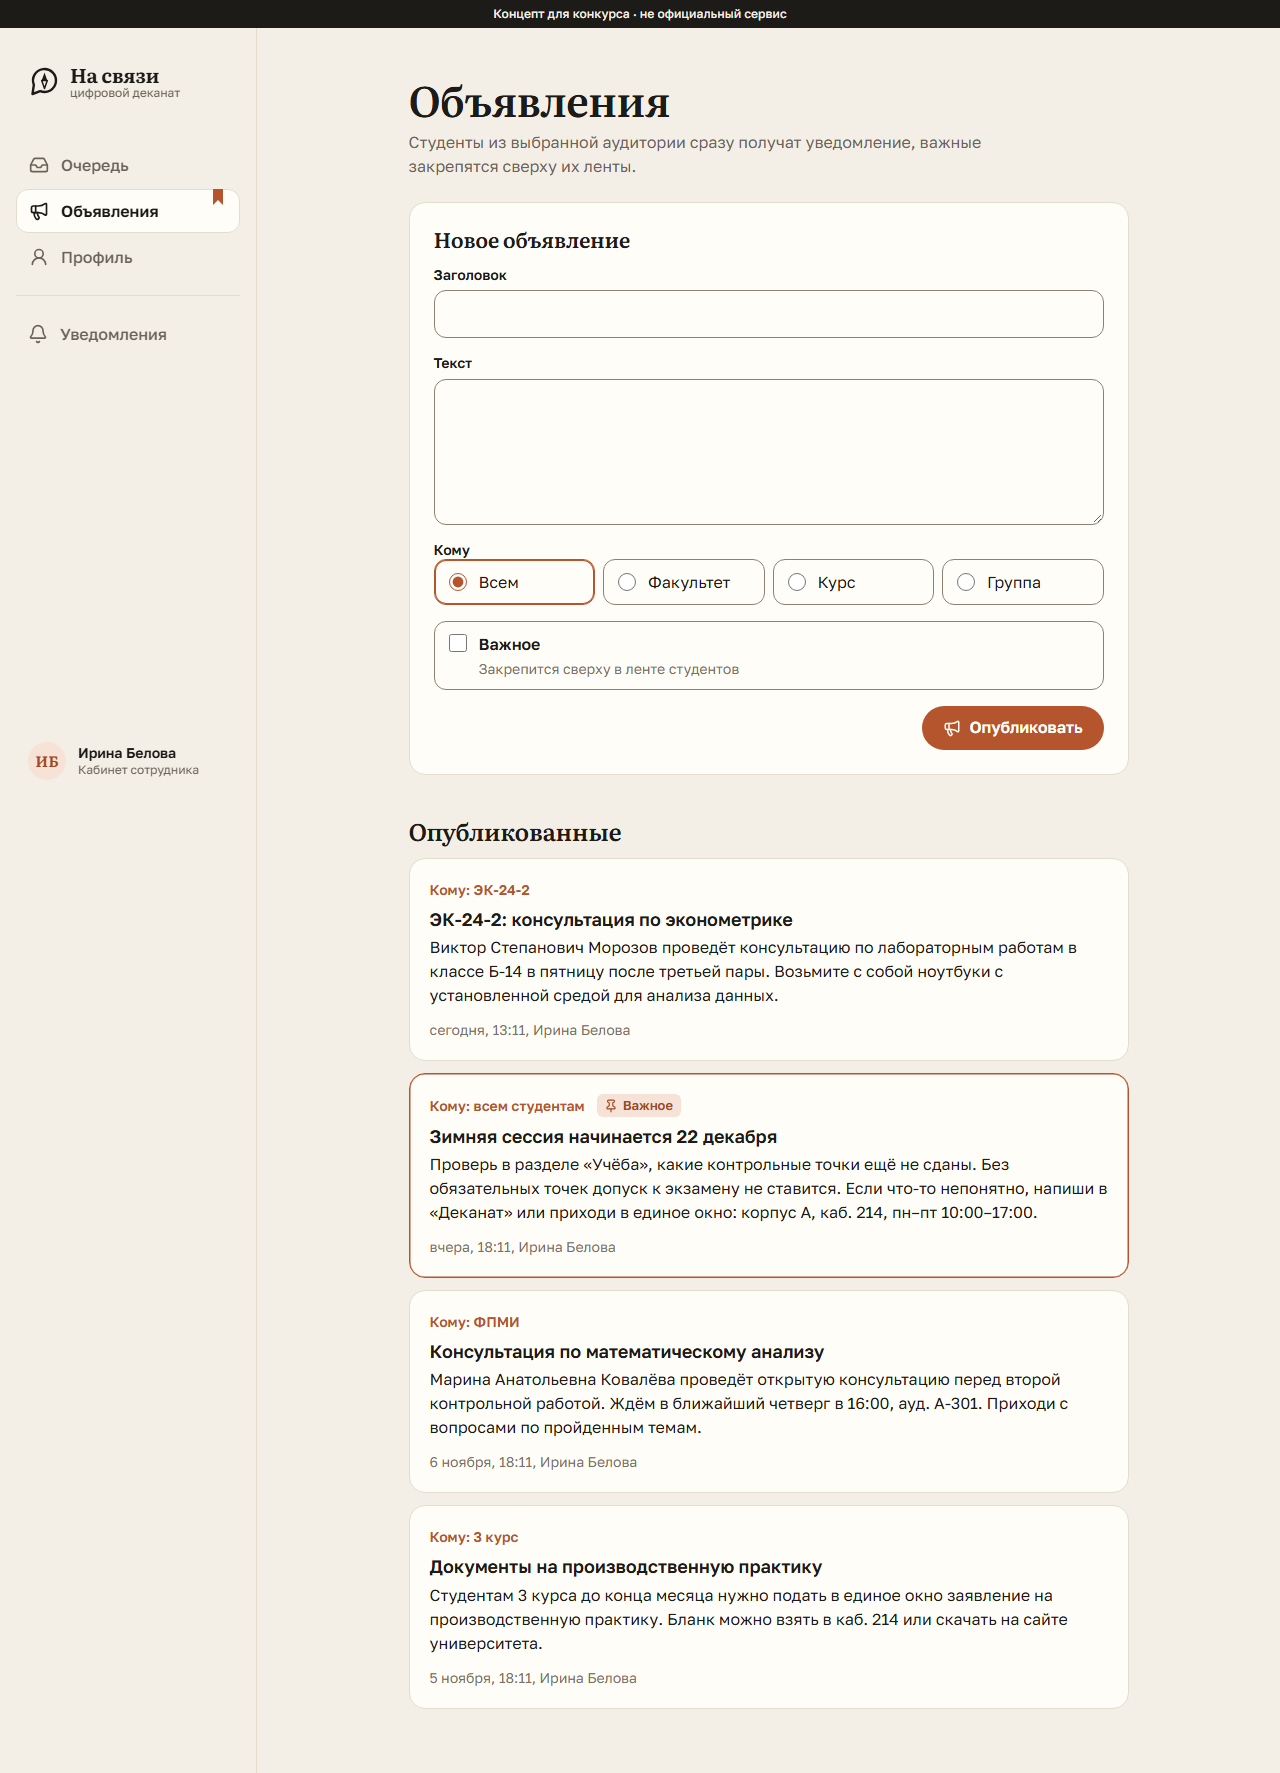 Концепт для конкурса · не официальный сервис
На связи
цифровой деканат
Очередь
Объявления
Профиль
Уведомления
ИБ
Ирина Белова
Кабинет сотрудника
Объявления
Студенты из выбранной аудитории сразу получат уведомление, важные
закрепятся сверху их ленты.
Новое объявление
Заголовок
Текст
Кому
Всем
Факультет
Курс
Группа
Важное
Закрепится сверху в ленте студентов
Опубликовать
Опубликованные
Кому: ЭК-24-2
ЭК-24-2: консультация по эконометрике
Виктор Степанович Морозов проведёт консультацию по лабораторным работам в
классе Б-14 в пятницу после третьей пары. Возьмите с собой ноутбуки с
установленной средой для анализа данных.
сегодня, 13:11, Ирина Белова
Кому: всем студентам
Важное
Зимняя сессия начинается 22 декабря
Проверь в разделе «Учёба», какие контрольные точки ещё не сданы. Без
обязательных точек допуск к экзамену не ставится. Если что-то непонятно, напиши в
«Деканат» или приходи в единое окно: корпус А, каб. 214, пн–пт 10:00–17:00.
вчера, 18:11, Ирина Белова
Кому: ФПМИ
Консультация по математическому анализу
Марина Анатольевна Ковалёва проведёт открытую консультацию перед второй
контрольной работой. Ждём в ближайший четверг в 16:00, ауд. А-301. Приходи с
вопросами по пройденным темам.
6 ноября, 18:11, Ирина Белова
Кому: 3 курс
Документы на производственную практику
Студентам 3 курса до конца месяца нужно подать в единое окно заявление на
производственную практику. Бланк можно взять в каб. 214 или скачать на сайте
университета.
5 ноября, 18:11, Ирина Белова